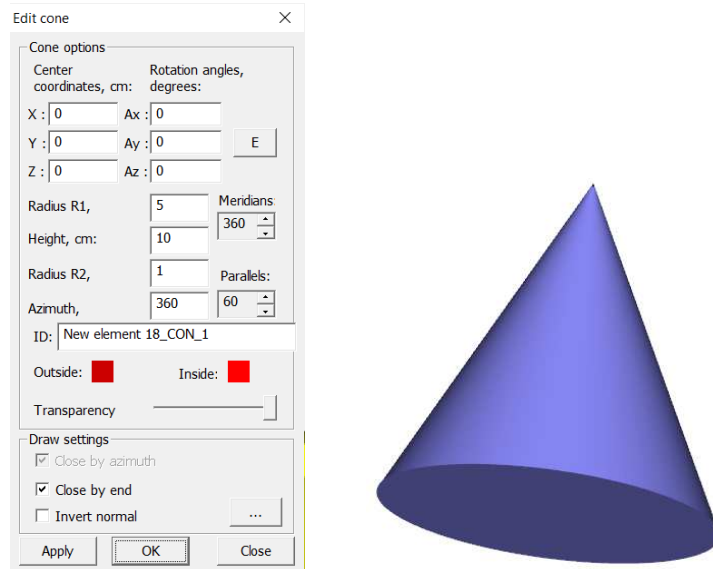 Edit cone
Cone options
Center coordinates, cm:
Rotation angles, degrees:
X : 0 Ax : 0
Y : 0 Ay : 0 E
Z : 0 Az : 0
Radius R1, 5 Meridians:
360
Height, cm: 10
Radius R2, 1 Parallels:
Azimuth, 360 60
ID: New element 18_CON_1
Outside: Inside:
Transparency
Draw settings
Close by azimuth
Close by end
Invert normal ...
Apply OK Close